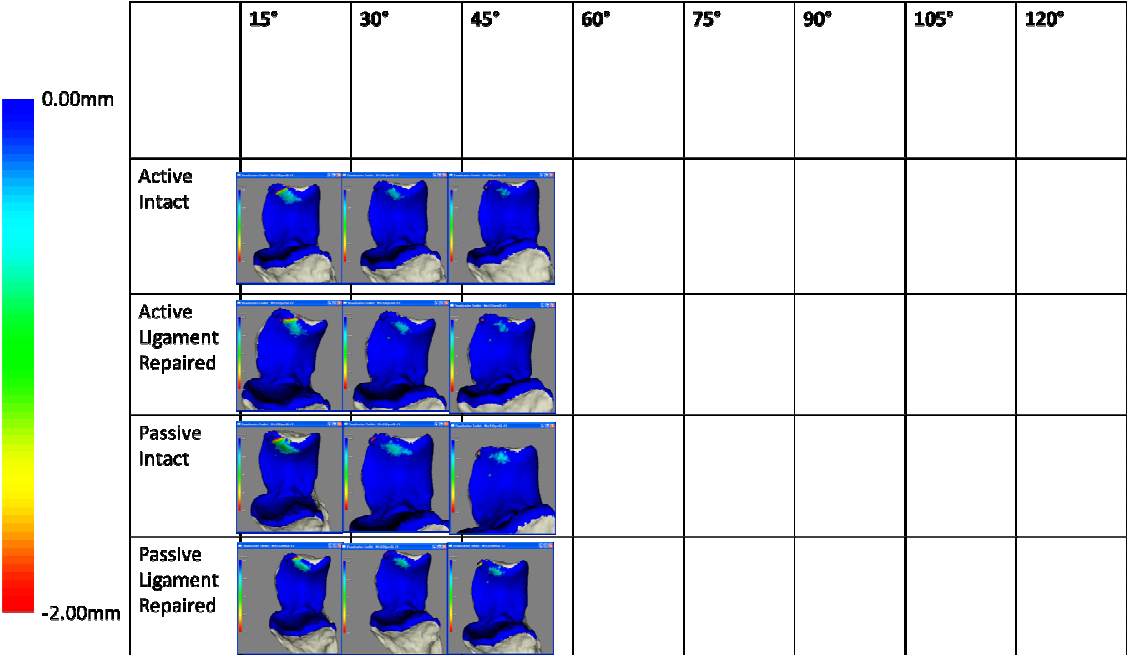 15° 30° 45° 60° 75° 90° 105° 120°
0.00mm
Active
Intact
Active
Ligament
Repaired
Passive
Intact
Passive
Ligament
Repaired
-2.00mm